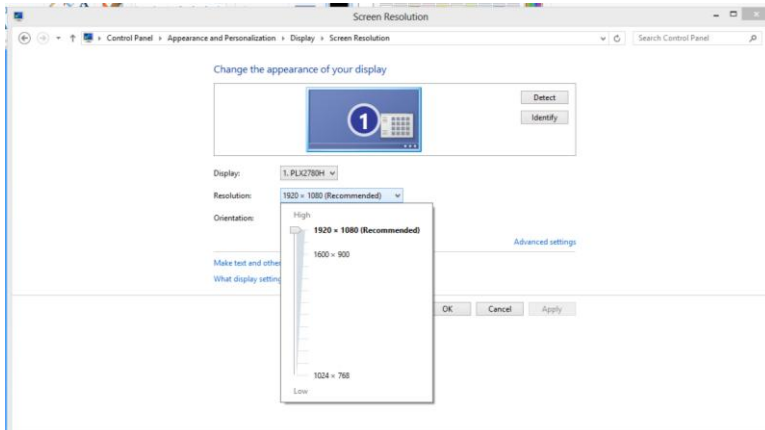 Screen Resolution
Control Panel Appearance and Personalization Display Screen Resolution
Search Control Panel
Change the appearance of your display
Detect
1
Identify
Display: 1. PLX2780H
Resolution: 1920 × 1080 (Recommended)
Orientation:
High
1920 × 1080 (Recommended)
1600 × 900
1024 × 768
Low
Advanced settings
Make text and other
What display setting
OK Cancel Apply